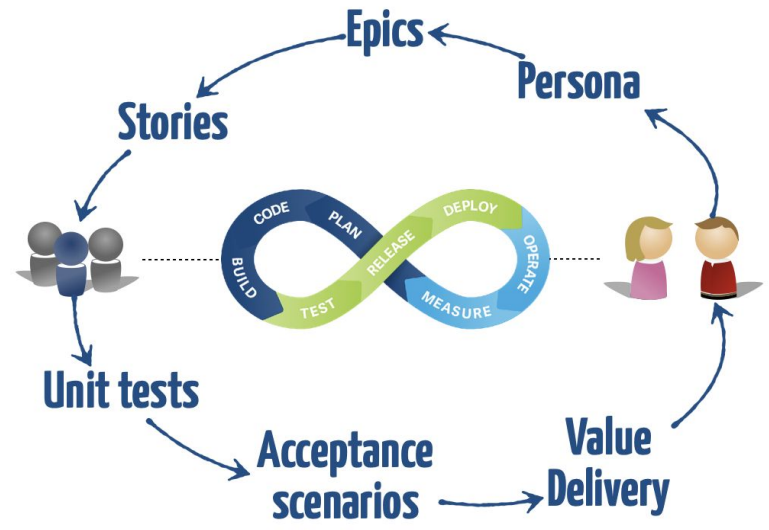 Epics
Persona
Stories
CODE
PLAN
RELEASE
DEPLOY
OPERATE
MEASURE
BUILD
TEST
Unit tests
Acceptance
scenarios
Value
Delivery